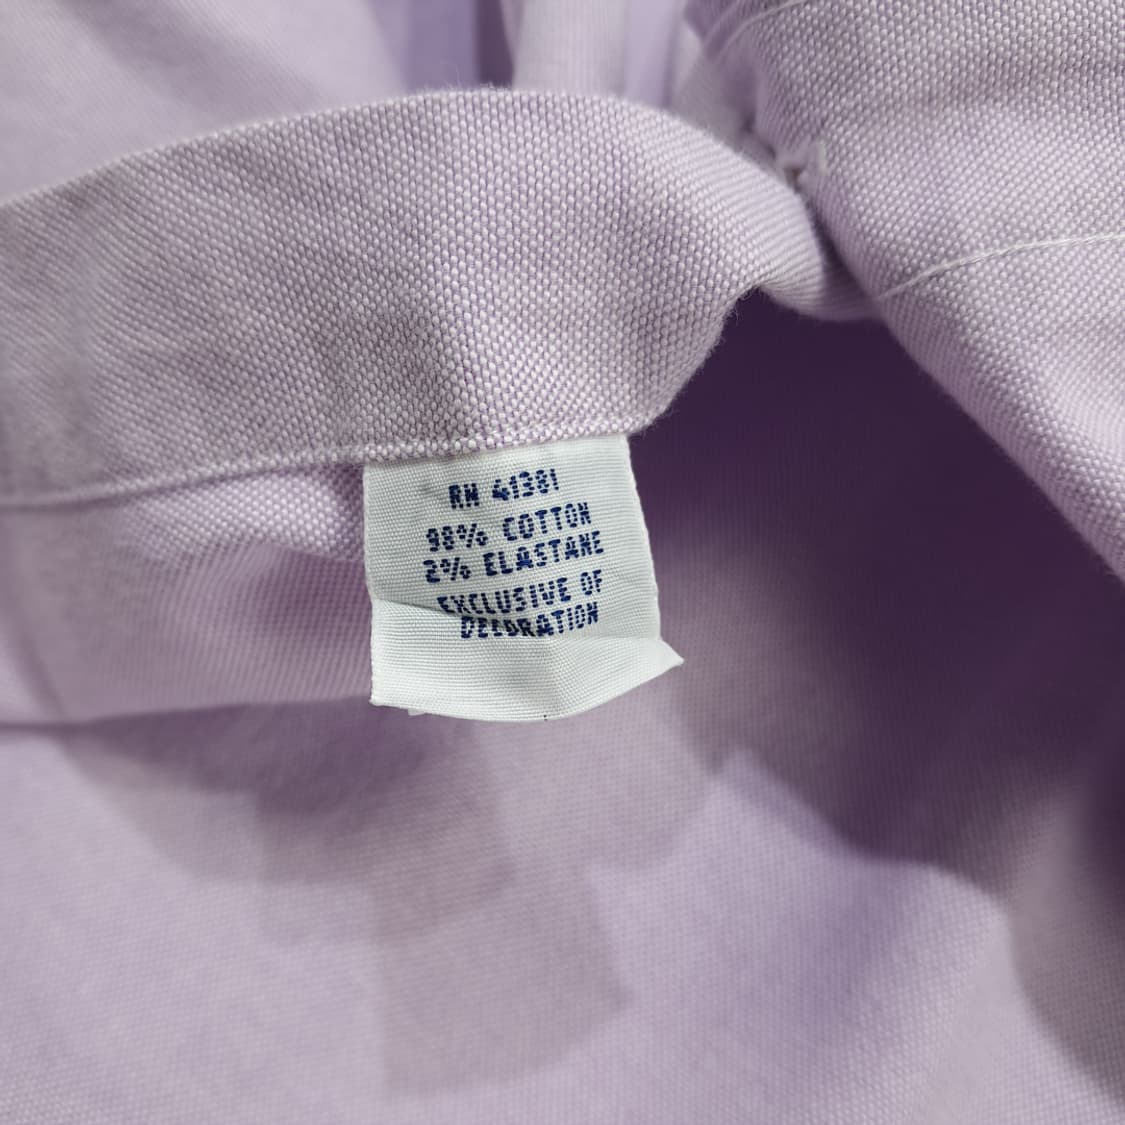 RN 41381
98% COTTON
2% ELASTANE
EXCLUSIVE OF
DECORATION